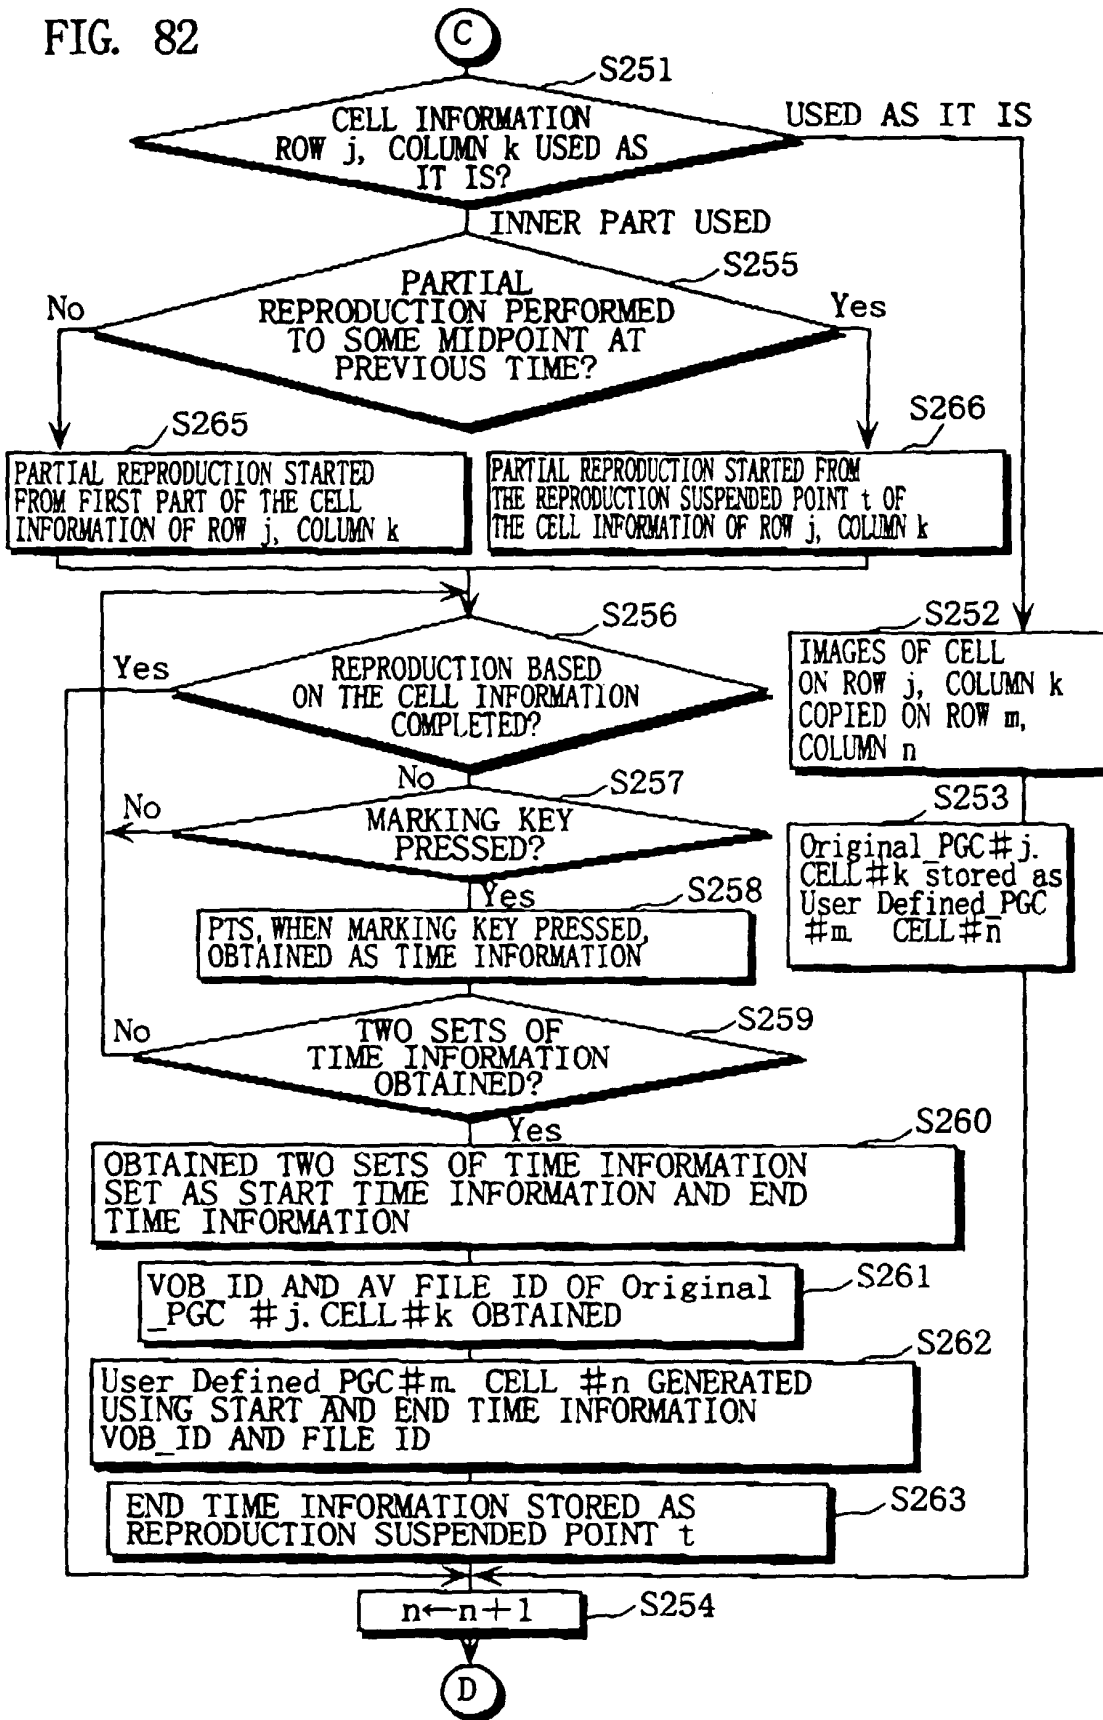 FIG. 82
C
S251
CELL INFORMATION
ROW j, COLUMN k USED AS
IT IS?
USED AS IT IS
INNER PART USED
S255
PARTIAL
REPRODUCTION PERFORMED
TO SOME MIDPOINT AT
PREVIOUS TIME?
No
Yes
S265
PARTIAL REPRODUCTION STARTED
FROM FIRST PART OF THE CELL
INFORMATION OF ROW j, COLUMN k
S266
PARTIAL REPRODUCTION STARTED FROM
THE REPRODUCTION SUSPENDED POINT t OF
THE CELL INFORMATION OF ROW j, COLUMN k
S256
Yes
REPRODUCTION BASED
ON THE CELL INFORMATION
COMPLETED?
No
S252
IMAGES OF CELL
ON ROW j, COLUMN k
COPIED ON ROW m,
COLUMN n
S257
No
MARKING KEY
PRESSED?
Yes
S253
Original_PGC#j.
CELL#k stored as
User Defined_PGC
#m. CELL#n
S258
PTS, WHEN MARKING KEY PRESSED,
OBTAINED AS TIME INFORMATION
S259
No
TWO SETS OF
TIME INFORMATION
OBTAINED?
Yes
S260
OBTAINED TWO SETS OF TIME INFORMATION
SET AS START TIME INFORMATION AND END
TIME INFORMATION
S261
VOB_ID AND AV FILE ID OF Original
_PGC #j. CELL#k OBTAINED
S262
User_Defined_PGC#m. CELL #n GENERATED
USING START AND END TIME INFORMATION
VOB_ID AND FILE ID
S263
END TIME INFORMATION STORED AS
REPRODUCTION SUSPENDED POINT t
S254
n←n+1
D